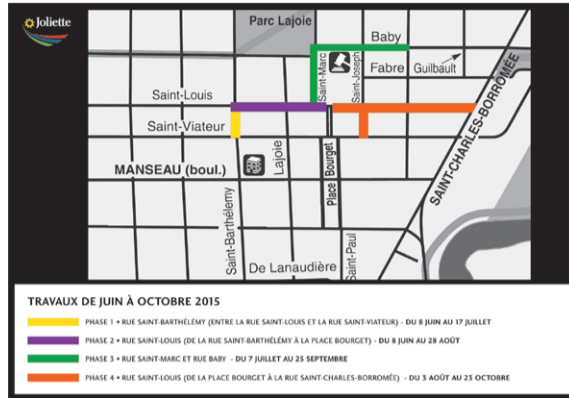 Joliette
Parc Lajoie
Baby
Saint-Marc
Saint-Joseph
Fabre
Guilbault
Saint-Louis
Saint-Viateur
SAINT-CHARLES-BORROMÉE
MANSEAU (boul.)
Lajoie
Place Bourget
Saint-Barthélemy
Saint-Paul
De Lanaudière
TRAVAUX DE JUIN À OCTOBRE 2015
PHASE 1 • RUE SAINT-BARTHÉLÉMY (ENTRE LA RUE SAINT-LOUIS ET LA RUE SAINT-VIATEUR) - DU 8 JUIN AU 17 JUILLET
PHASE 2 • RUE SAINT-LOUIS (DE LA RUE SAINT-BARTHÉLEMY À LA PLACE BOURGET) - DU 8 JUIN AU 28 AOÛT
PHASE 3 • RUE SAINT-MARC ET RUE BABY - DU 7 JUILLET AU 25 SEPTEMBRE
PHASE 4 • RUE SAINT-LOUIS (DE LA PLACE BOURGET À LA RUE SAINT-CHARLES-BORROMÉE) - DU 3 AOÛT AU 23 OCTOBRE